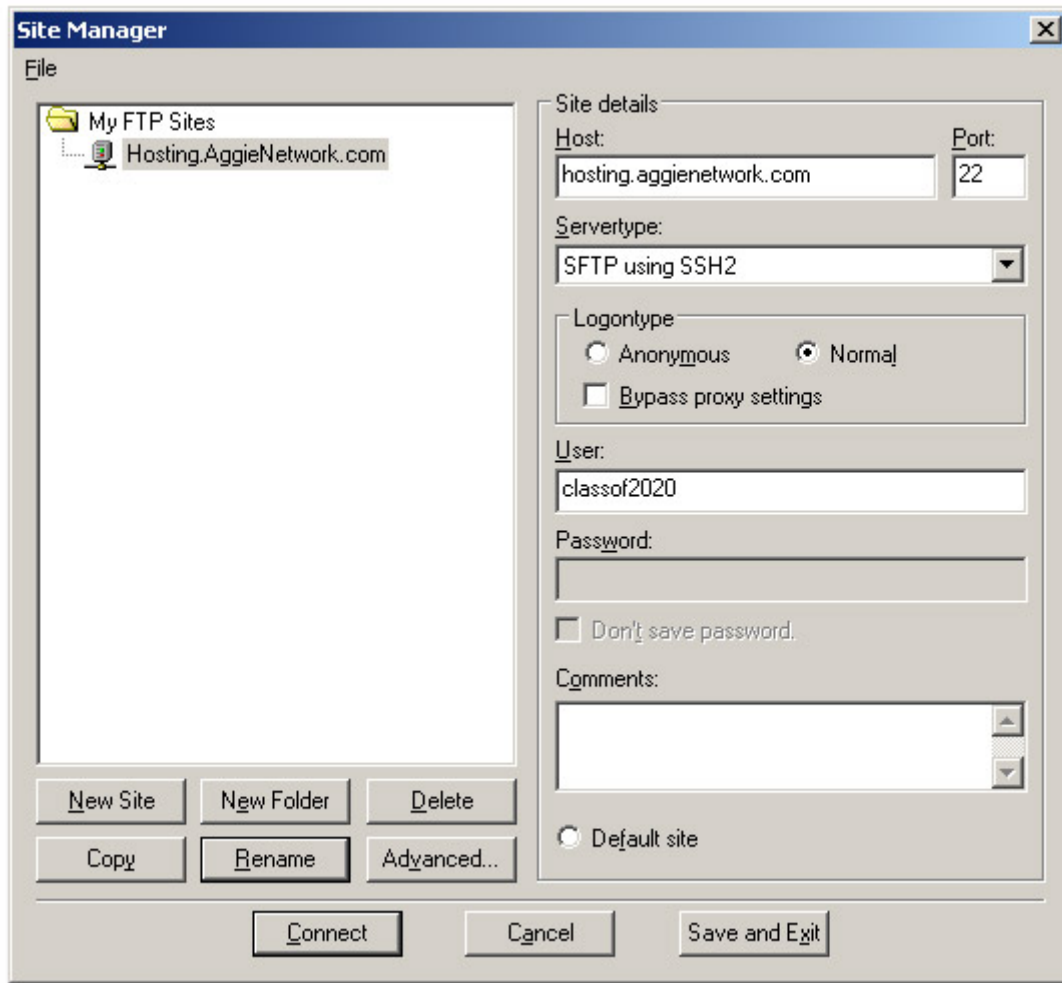 Site Manager
File
My FTP Sites
Hosting.AggieNetwork.com
New Site
New Folder
Delete
Copy
Rename
Advanced...
Site details
Host:
Port:
hosting.aggienetwork.com
22
Servertype:
SFTP using SSH2
Logontype
Anonymous
Normal
Bypass proxy settings
User:
classof2020
Password:
Don't save password.
Comments:
Default site
Connect
Cancel
Save and Exit